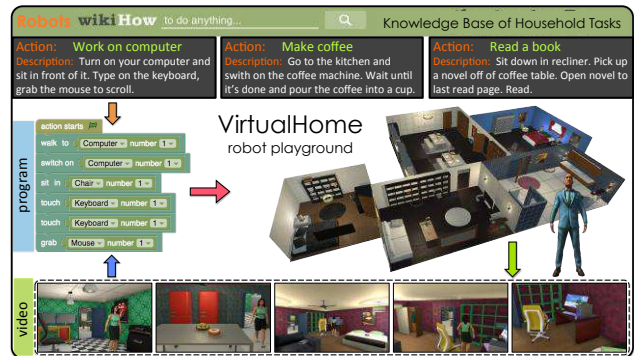 Robots wikiHow to do anything... Knowledge Base of Household Tasks
Action: Work on computer
Description: Turn on your computer and
sit in front of it. Type on the keyboard,
grab the mouse to scroll.
Action: Make coffee
Description: Go to the kitchen and
swith on the coffee machine. Wait until
it's done and pour the coffee into a cup.
Action: Read a book
Description: Sit down in recliner. Pick up
a novel off of coffee table. Open novel to
last read page. Read.
program
action starts
walk to Computer number 1
switch on Computer number 1
sit in Chair number 1
touch Keyboard number 1
touch Keyboard number 1
grab Mouse number 1
VirtualHome
robot playground
video